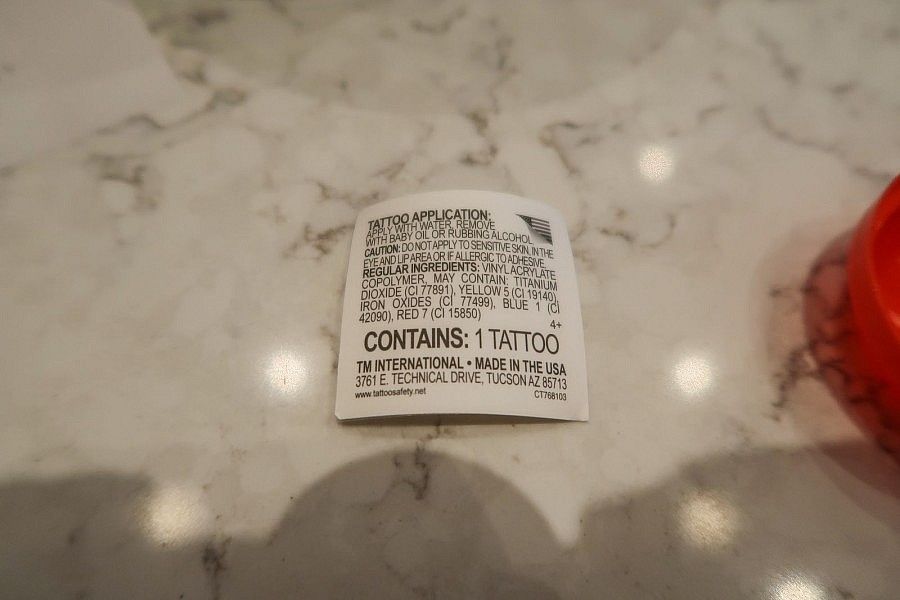 TATTOO APPLICATION:
APPLY WITH WATER, REMOVE
WITH BABY OIL OR RUBBING ALCOHOL.
CAUTION: DO NOT APPLY TO SENSITIVE SKIN, IN THE
EYE AND LIP AREA OR IF ALLERGIC TO ADHESIVE.
REGULAR INGREDIENTS: VINYLACRYLATE
COPOLYMER, MAY CONTAIN: TITANIUM
DIOXIDE (CI 77891), YELLOW 5 (CI 19140),
IRON OXIDES (CI 77499), BLUE 1 (CI
42090), RED 7 (CI 15850)
4+
CONTAINS: 1 TATTOO
TM INTERNATIONAL • MADE IN THE USA
3761 E. TECHNICAL DRIVE, TUCSON AZ 85713
www.tattoosafety.net CT768103